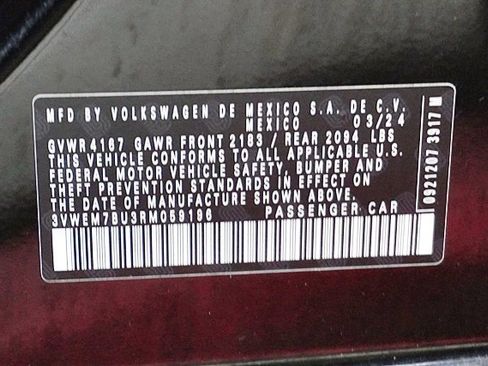 MFD BY VOLKSWAGEN DE MEXICO S.A. DE C.V.
MEXICO 03/24
GVWR 4167 GAWR FRONT 2183 / REAR 2094 LBS
THIS VEHICLE CONFORMS TO ALL APPLICABLE U.S.
FEDERAL MOTOR VEHICLE SAFETY, BUMPER AND
THEFT PREVENTION STANDARDS IN EFFECT ON
THE DATE OF MANUFACTURE SHOWN ABOVE.
3VWEM7BU3RM059196 PASSENGER CAR
0921207 3917 M